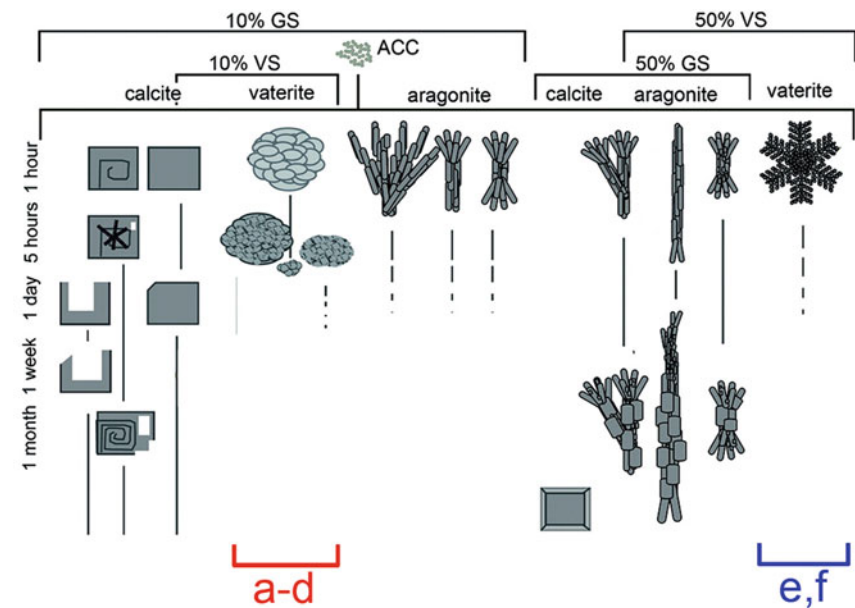 10% GS
50% VS
ACC
10% VS
50% GS
calcite
vaterite
aragonite
calcite
aragonite
vaterite
1 hour
5 hours
1 day
1 week
1 month
a-d
e,f